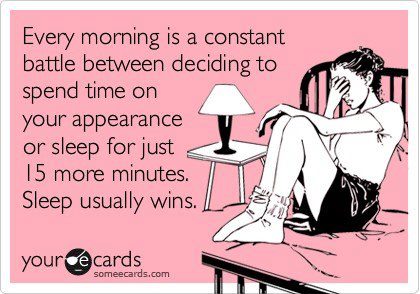 Every morning is a constant
battle between deciding to
spend time on
your appearance
or sleep for just
15 more minutes.
Sleep usually wins.
your e cards
someecards.com